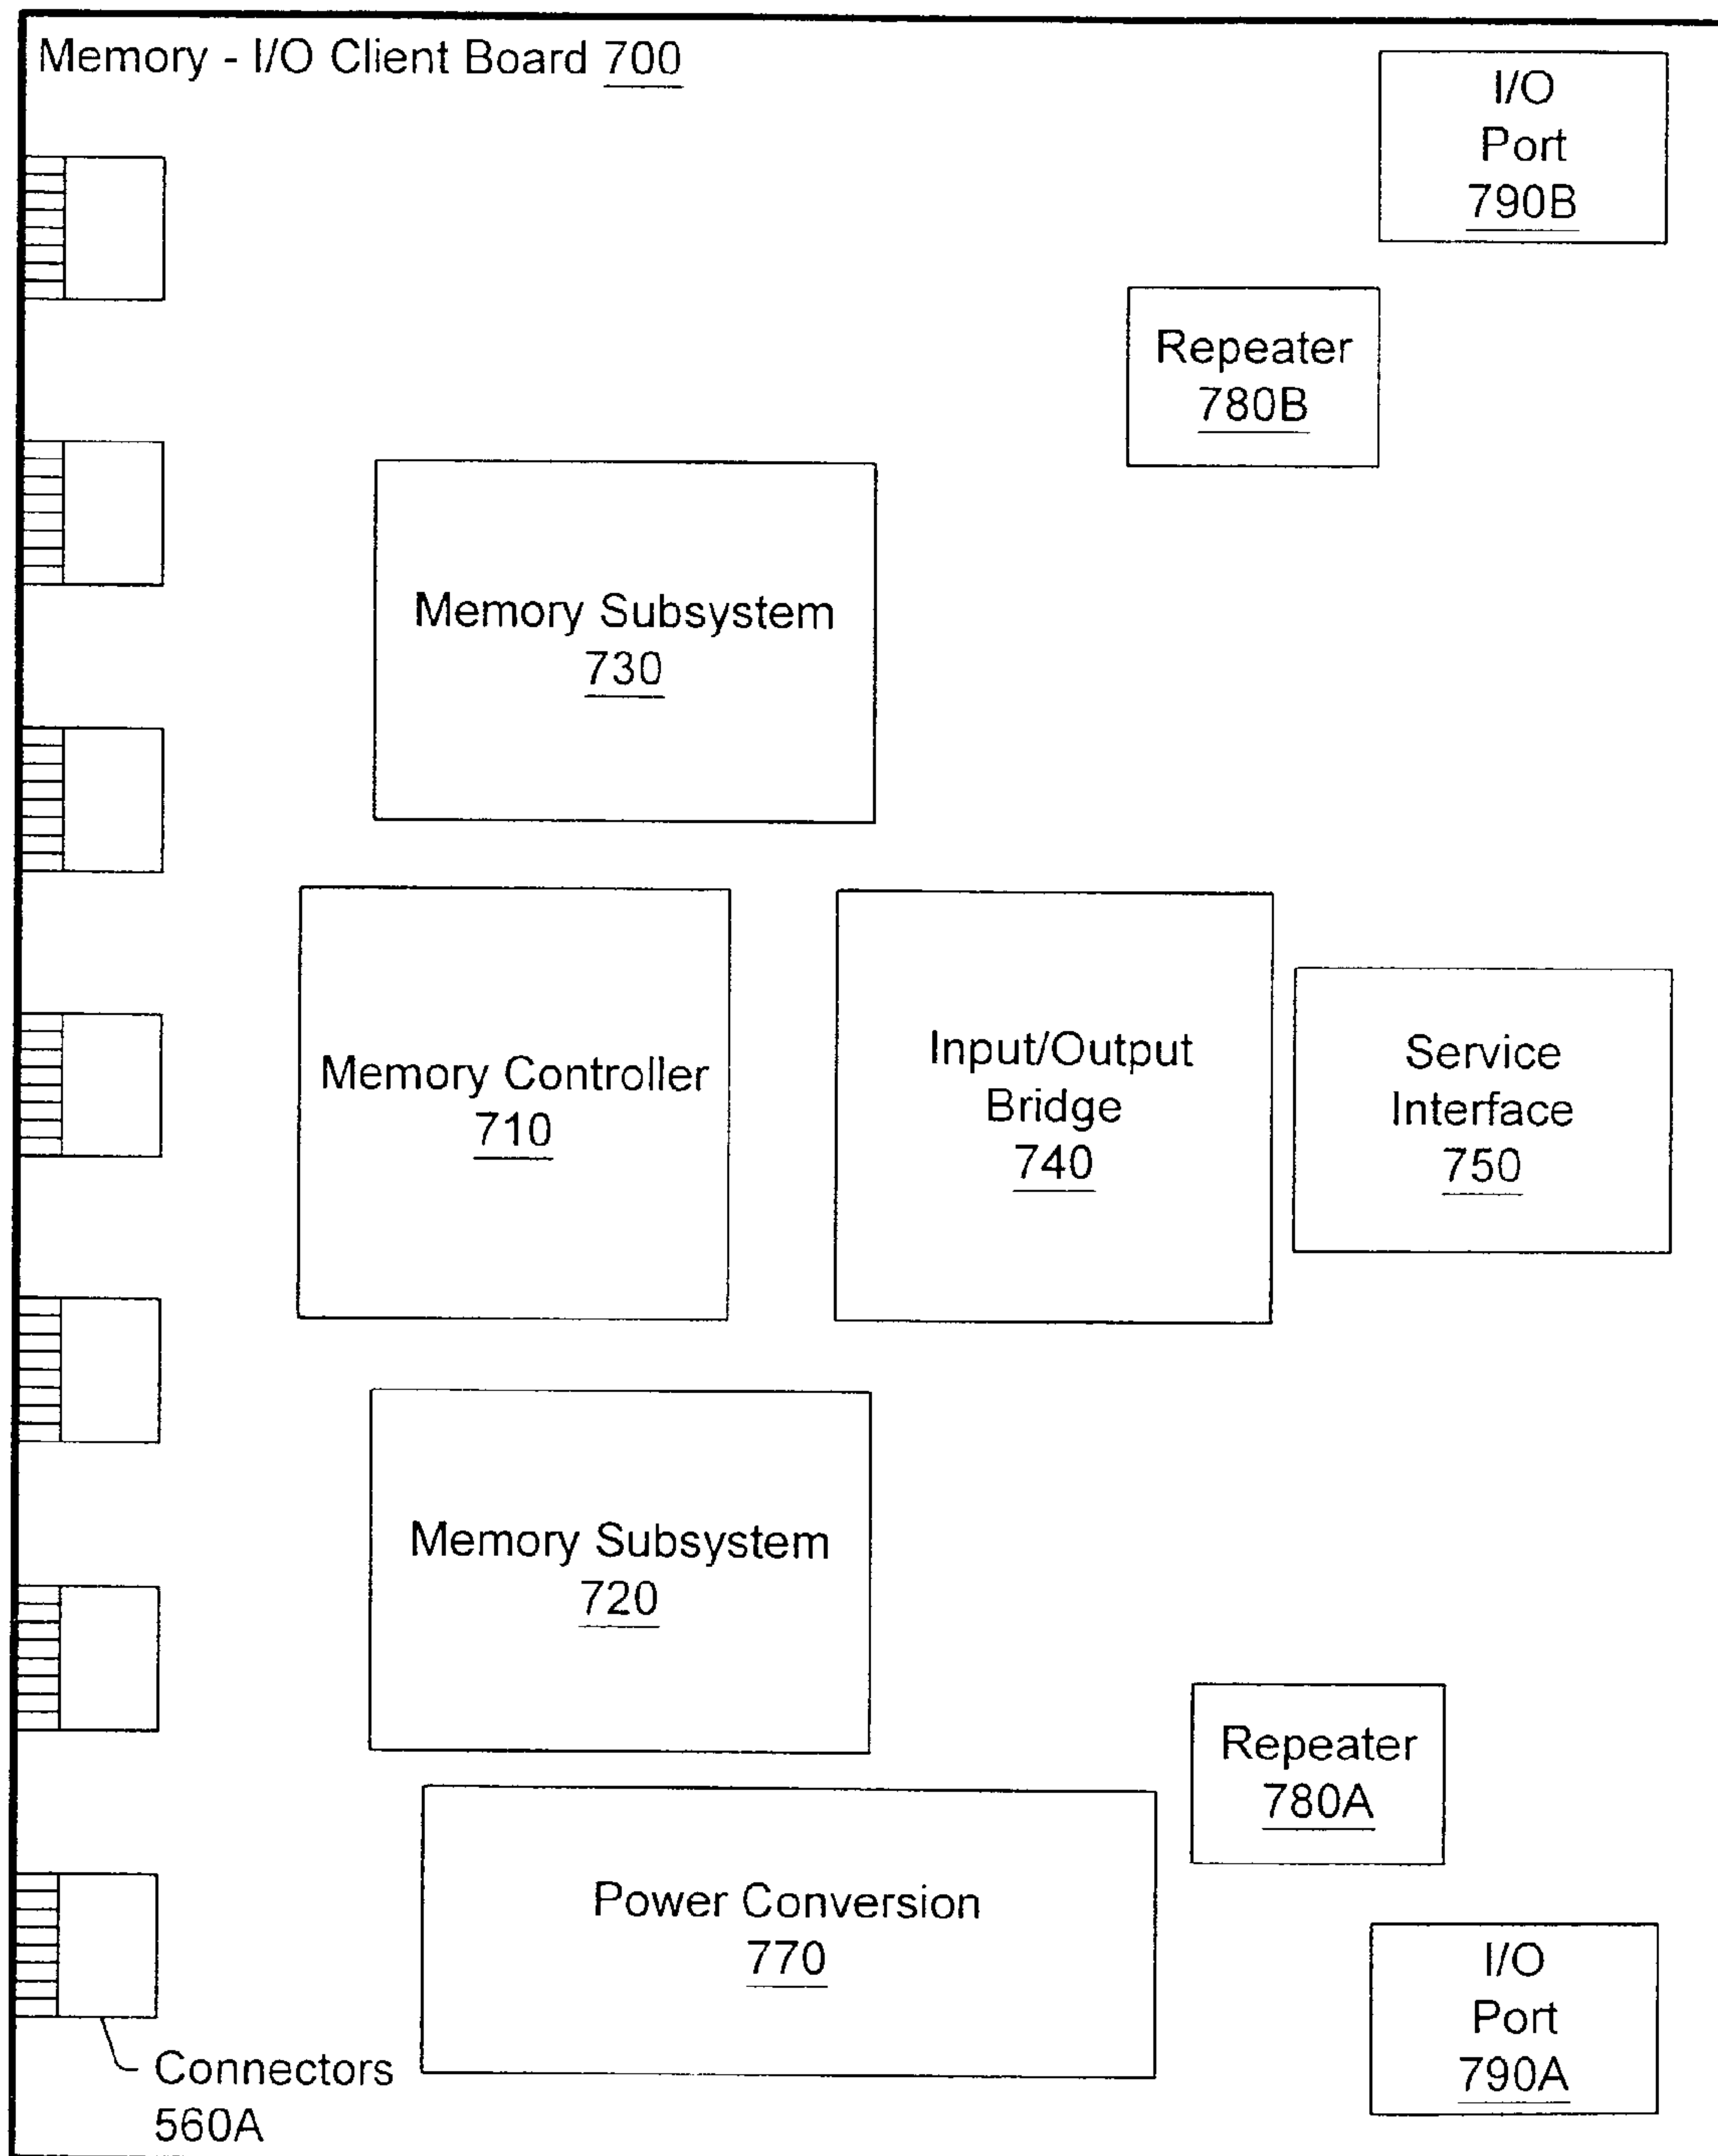 Memory - I/O Client Board 700
I/O
Port
790B
Repeater
780B
Memory Subsystem
730
Memory Controller
710
Input/Output
Bridge
740
Service
Interface
750
Memory Subsystem
720
Repeater
780A
Power Conversion
770
I/O
Port
790A
Connectors
560A